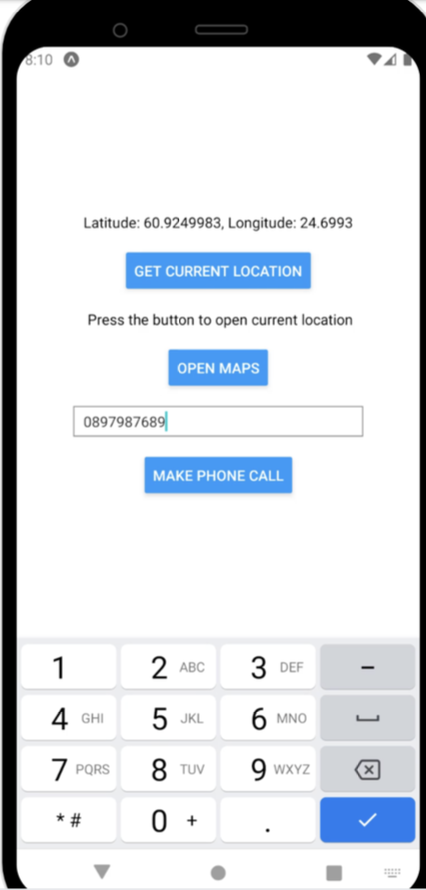 8:10
Latitude: 60.9249983, Longitude: 24.6993
GET CURRENT LOCATION
Press the button to open current location
OPEN MAPS
0897987689
MAKE PHONE CALL
1 2 ABC 3 DEF –
4 GHI 5 JKL 6 MNO
7 PQRS 8 TUV 9 WXYZ
* # 0 + .